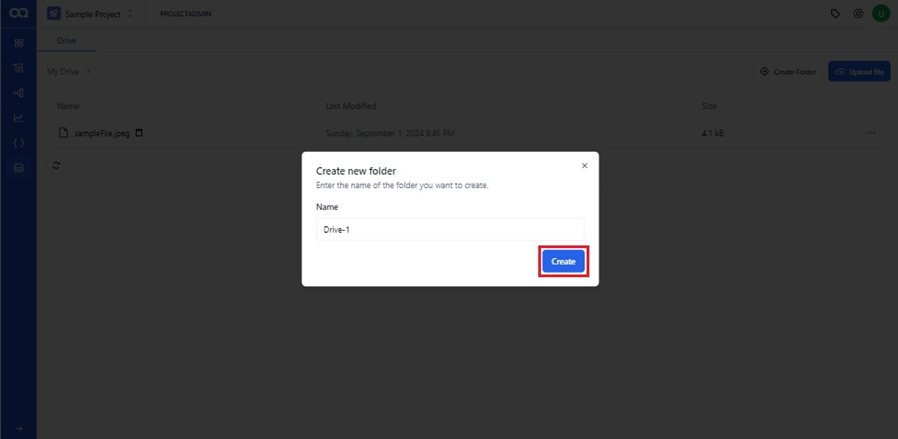 Sample Project
PROJECTADMIN
U
Drive
My Drive
Create Folder
Upload file
Name
Last Modified
Size
sampleFile.jpeg
Sunday, September 1, 2024 9:45 PM
4.1 kB
Create new folder
Enter the name of the folder you want to create.
Name
Drive-1
Create